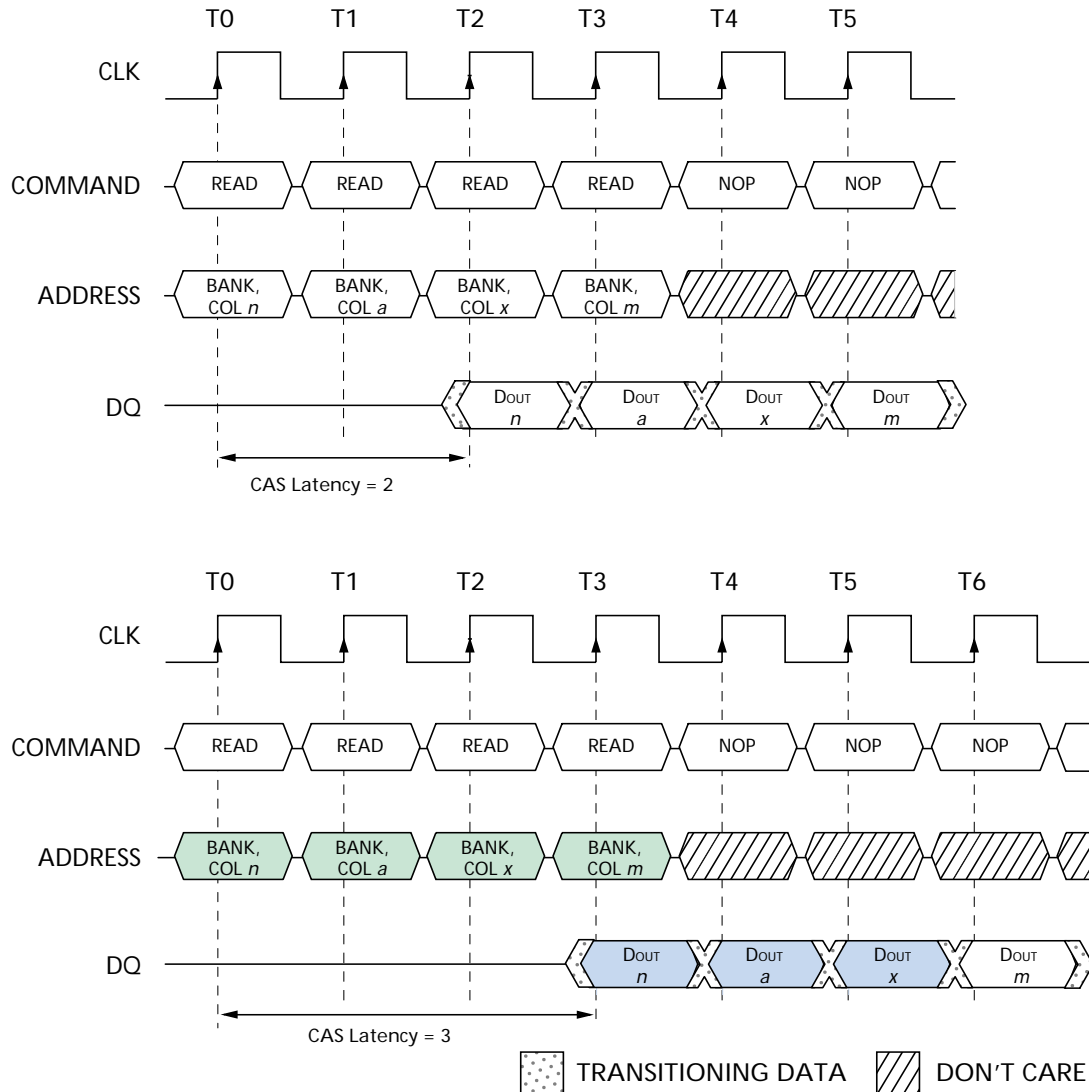 T0 T1 T2 T3 T4 T5
CLK
COMMAND READ READ READ READ NOP NOP
ADDRESS BANK, COL n BANK, COL a BANK, COL x BANK, COL m
DQ DOUT n DOUT a DOUT x DOUT m
CAS Latency = 2
T0 T1 T2 T3 T4 T5 T6
CLK
COMMAND READ READ READ READ NOP NOP NOP
ADDRESS BANK, COL n BANK, COL a BANK, COL x BANK, COL m
DQ DOUT n DOUT a DOUT x DOUT m
CAS Latency = 3
TRANSITIONING DATA DON'T CARE